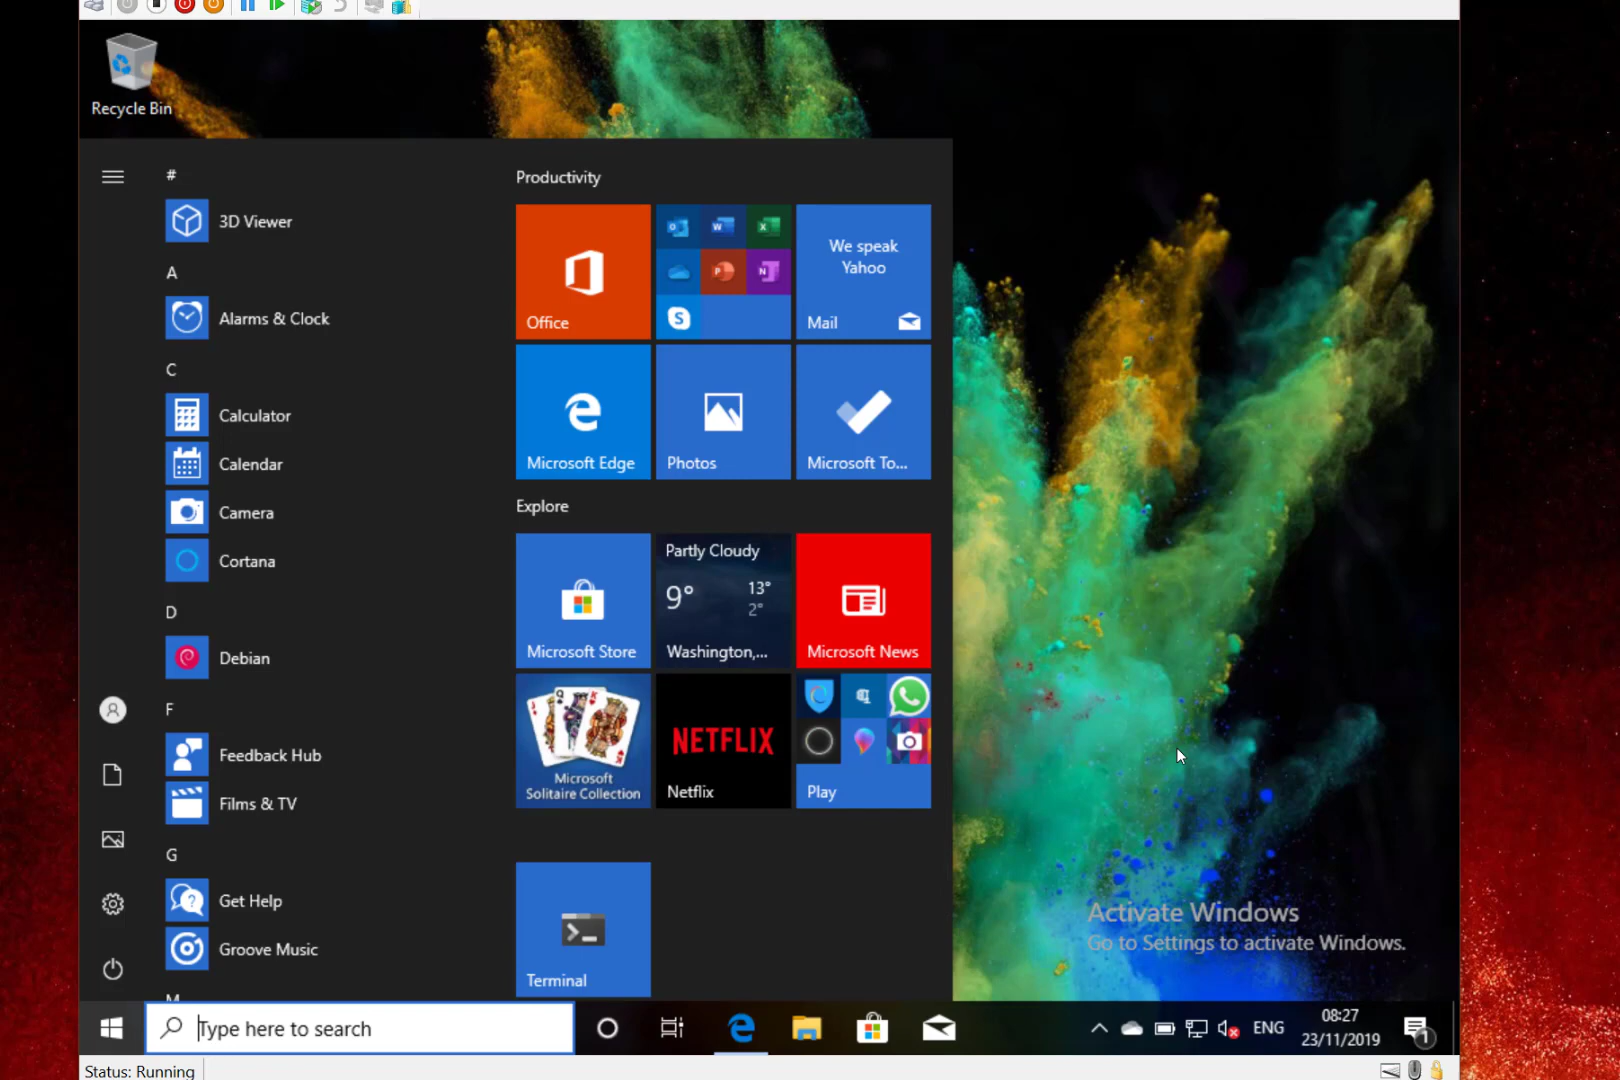 Recycle Bin
#
3D Viewer
A
Alarms & Clock
C
Calculator
Calendar
Camera
Cortana
D
Debian
F
Feedback Hub
Films & TV
G
Get Help
Groove Music
M
Productivity
Office
We speak
Yahoo
Mail
Microsoft Edge
Photos
Microsoft To...
Explore
Microsoft Store
Partly Cloudy
9°
13°
2°
Washington,...
Microsoft News
Microsoft
Solitaire Collection
NETFLIX
Netflix
Play
Terminal
Activate Windows
Go to Settings to activate Windows.
Type here to search
ENG
08:27
23/11/2019
1
Status: Running